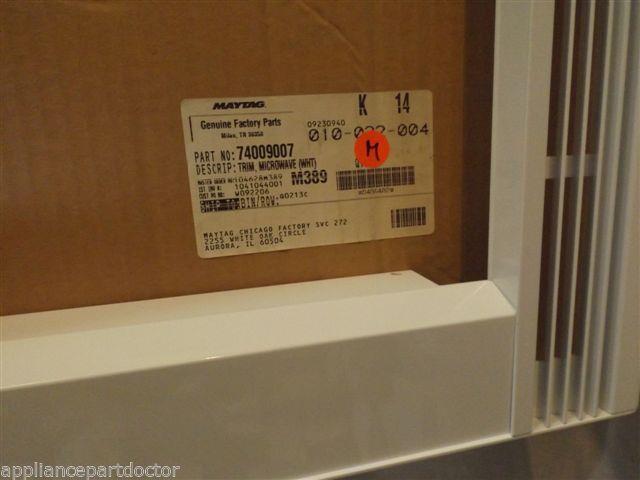 MAYTAG
Genuine Factory Parts
Milan, TN 38358
K 14
09230940
010-022-004
PART NO: 74009007
DESCRIP: TRIM, MICROWAVE (WHT)
M
M389
1041044001
W092206
BIN/ROW:
MAYTAG CHICAGO FACTORY SVC 272
2255 WHITE OAK CIRCLE
AURORA, IL 60504
appliancepartdoctor